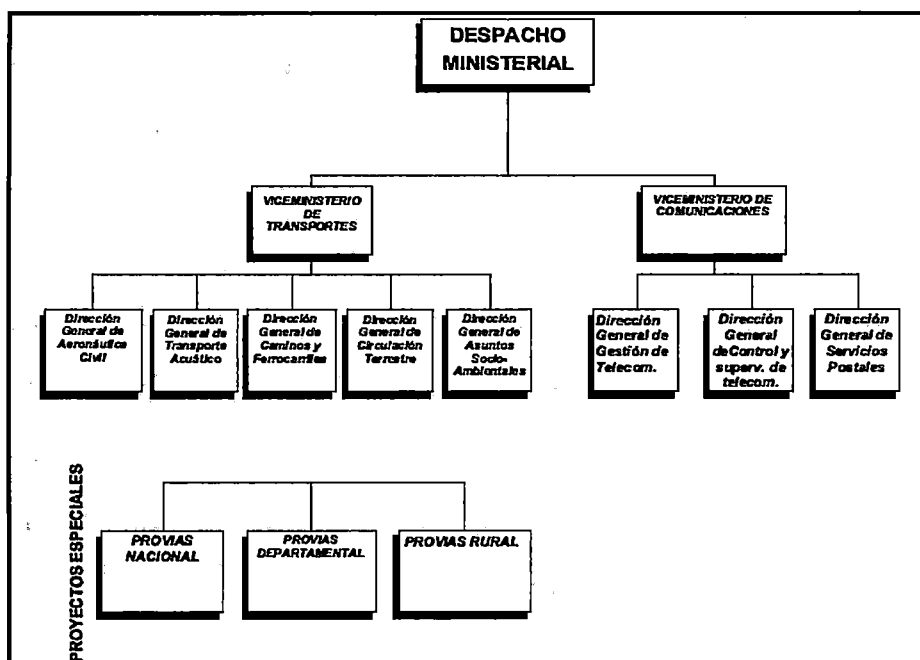 DESPACHO
MINISTERIAL
VICEMINISTERIO
DE
TRANSPORTES
VICEMINISTERIO DE
COMUNICACIONES
Dirección
General de
Aeronáutica
Civil
Dirección
General de
Transporte
Acuático
Dirección
General de
Caminos y
Ferrocarriles
Dirección
General de
Circulación
Terrestre
Dirección
General de
Asuntos
Socio-
Ambientales
Dirección
General de
Gestión de
Telecom.
Dirección
General
de Control y
superv. de
telecom.
Dirección
General de
Servicios
Postales
PROYECTOS ESPECIALES
PROVIAS
NACIONAL
PROVIAS
DEPARTAMENTAL
PROVIAS RURAL